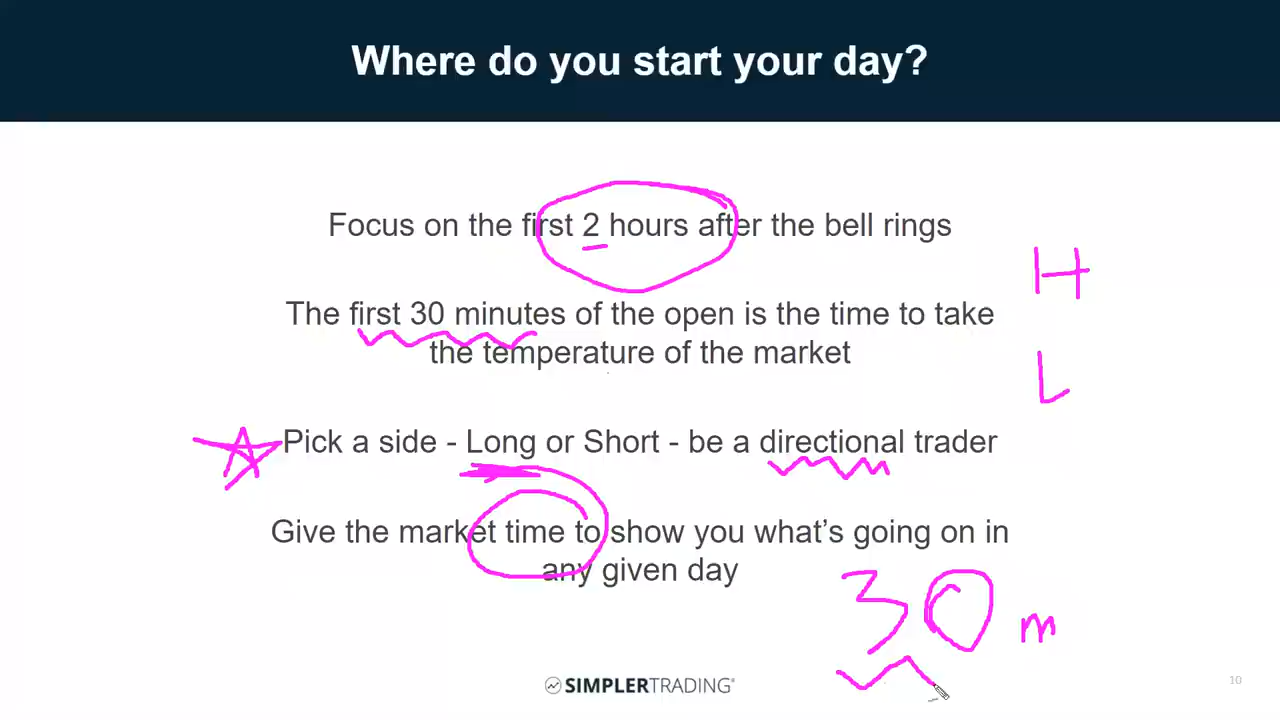 Where do you start your day?
Focus on the first 2 hours after the bell rings
H
The first 30 minutes of the open is the time to take
the temperature of the market
L
Pick a side - Long or Short - be a directional trader
Give the market time to show you what's going on in
any given day
30 m
SIMPLERTRADING®
10